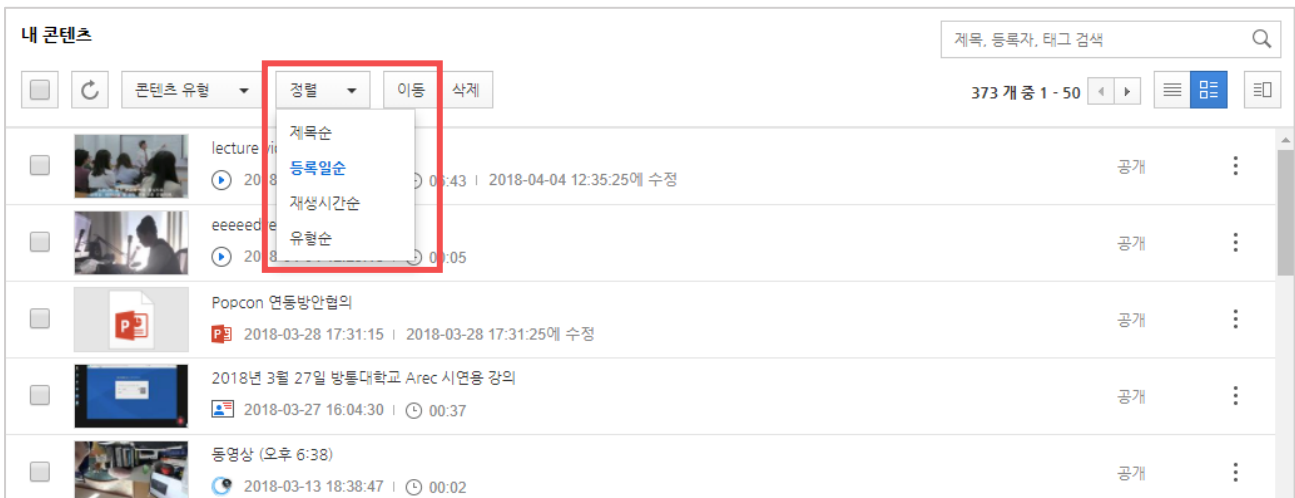 내 콘텐츠
제목, 등록자, 태그 검색
콘텐츠 유형 정렬 이동 삭제
373 개 중 1 - 50
제목순
등록일순
재생시간순
유형순
lecture
06:43 | 2018-04-04 12:35:25에 수정
공개
00:05
공개
Popcon 연동방안협의
2018-03-28 17:31:15 | 2018-03-28 17:31:25에 수정
공개
2018년 3월 27일 방통대학교 Arec 시연용 강의
2018-03-27 16:04:30 | 00:37
공개
동영상 (오후 6:38)
2018-03-13 18:38:47 | 00:02
공개